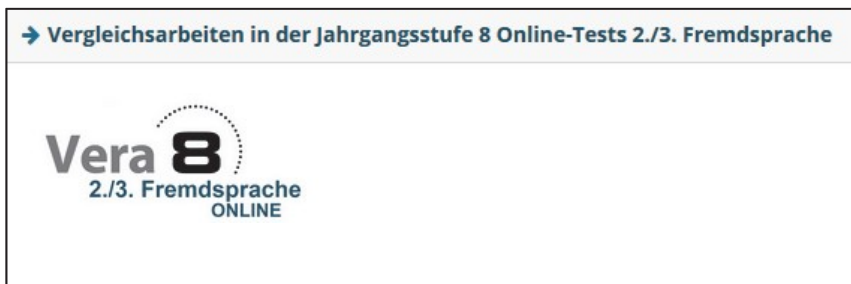 → Vergleichsarbeiten in der Jahrgangsstufe 8 Online-Tests 2./3. Fremdsprache
Vera 8
2./3. Fremdsprache
ONLINE